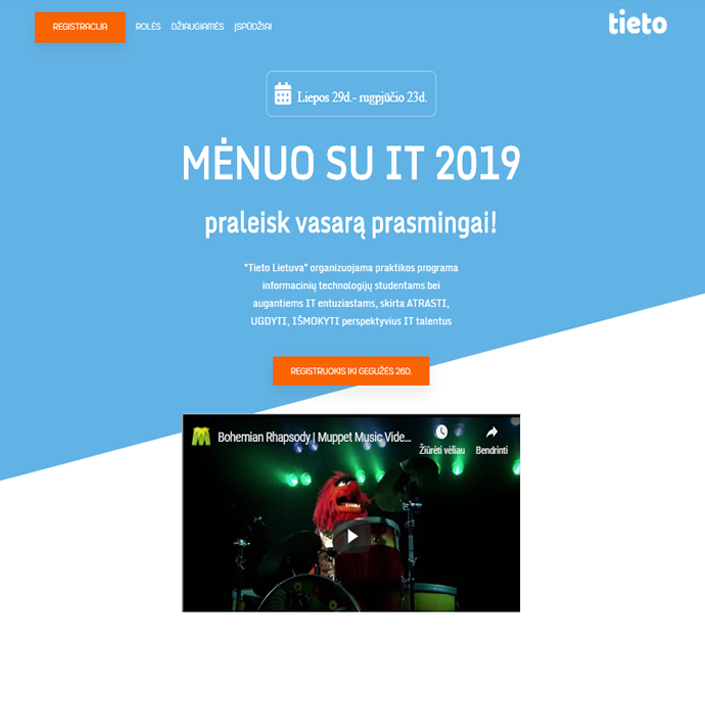 REGISTRACIJA ROLĖS DŽIAUGIAMĖS ĮSPŪDŽIAI
tieto
Liepos 29d.- rugpjūčio 23d.
MĖNUO SU IT 2019
praleisk vasarą prasmingai!
"Tieto Lietuva" organizuojama praktikos programa
informacinių technologijų studentams bei
augantiems IT entuziastams, skirta ATRASTI,
UGDYTI, IŠMOKYTI perspektyvius IT talentus
REGISTRUOKIS IKI GEGUŽĖS 26D.
Bohemian Rhapsody | Muppet Music Vide...
Žiūrėti vėliau Bendrinti